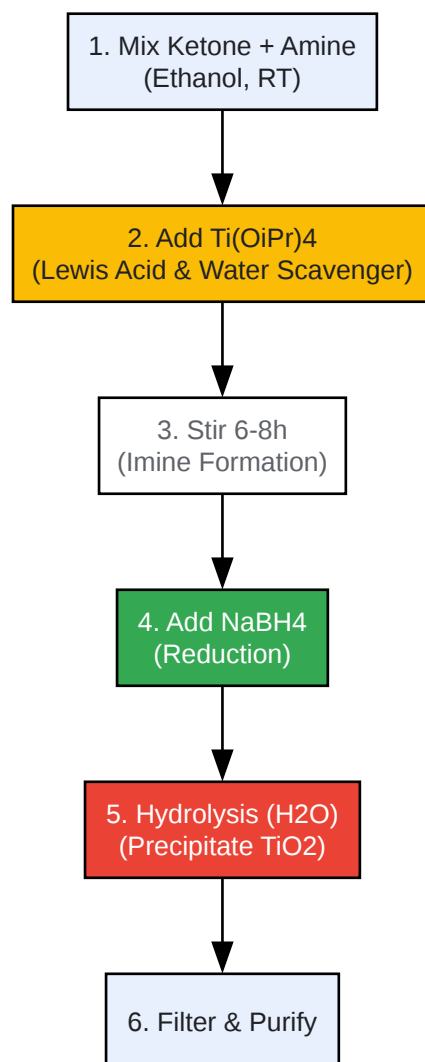 1. Mix Ketone + Amine
(Ethanol, RT)
2. Add Ti(OiPr)4
(Lewis Acid & Water Scavenger)
3. Stir 6-8h
(Imine Formation)
4. Add NaBH4
(Reduction)
5. Hydrolysis (H2O)
(Precipitate TiO2)
6. Filter & Purify